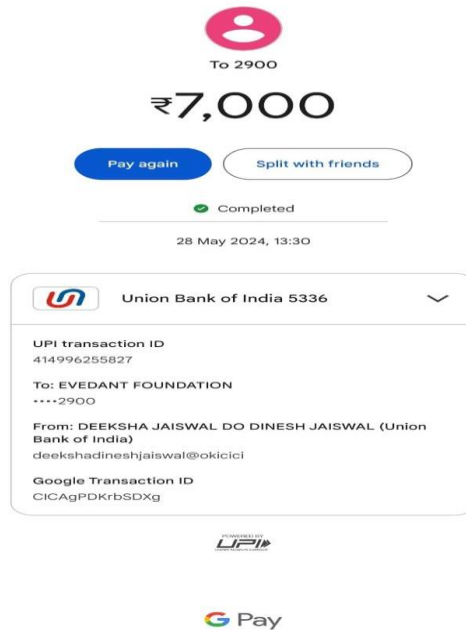 To 2900
₹7,000
Pay again
Split with friends
Completed
28 May 2024, 13:30
Union Bank of India 5336
UPI transaction ID
414996255827
To: EVEDANT FOUNDATION
••••2900
From: DEEKSHA JAISWAL DO DINESH JAISWAL (Union
Bank of India)
deekshadineshjaiswal@okicici
Google Transaction ID
CICAgPDKrbSDXg
POWERED BY
UPI
G Pay